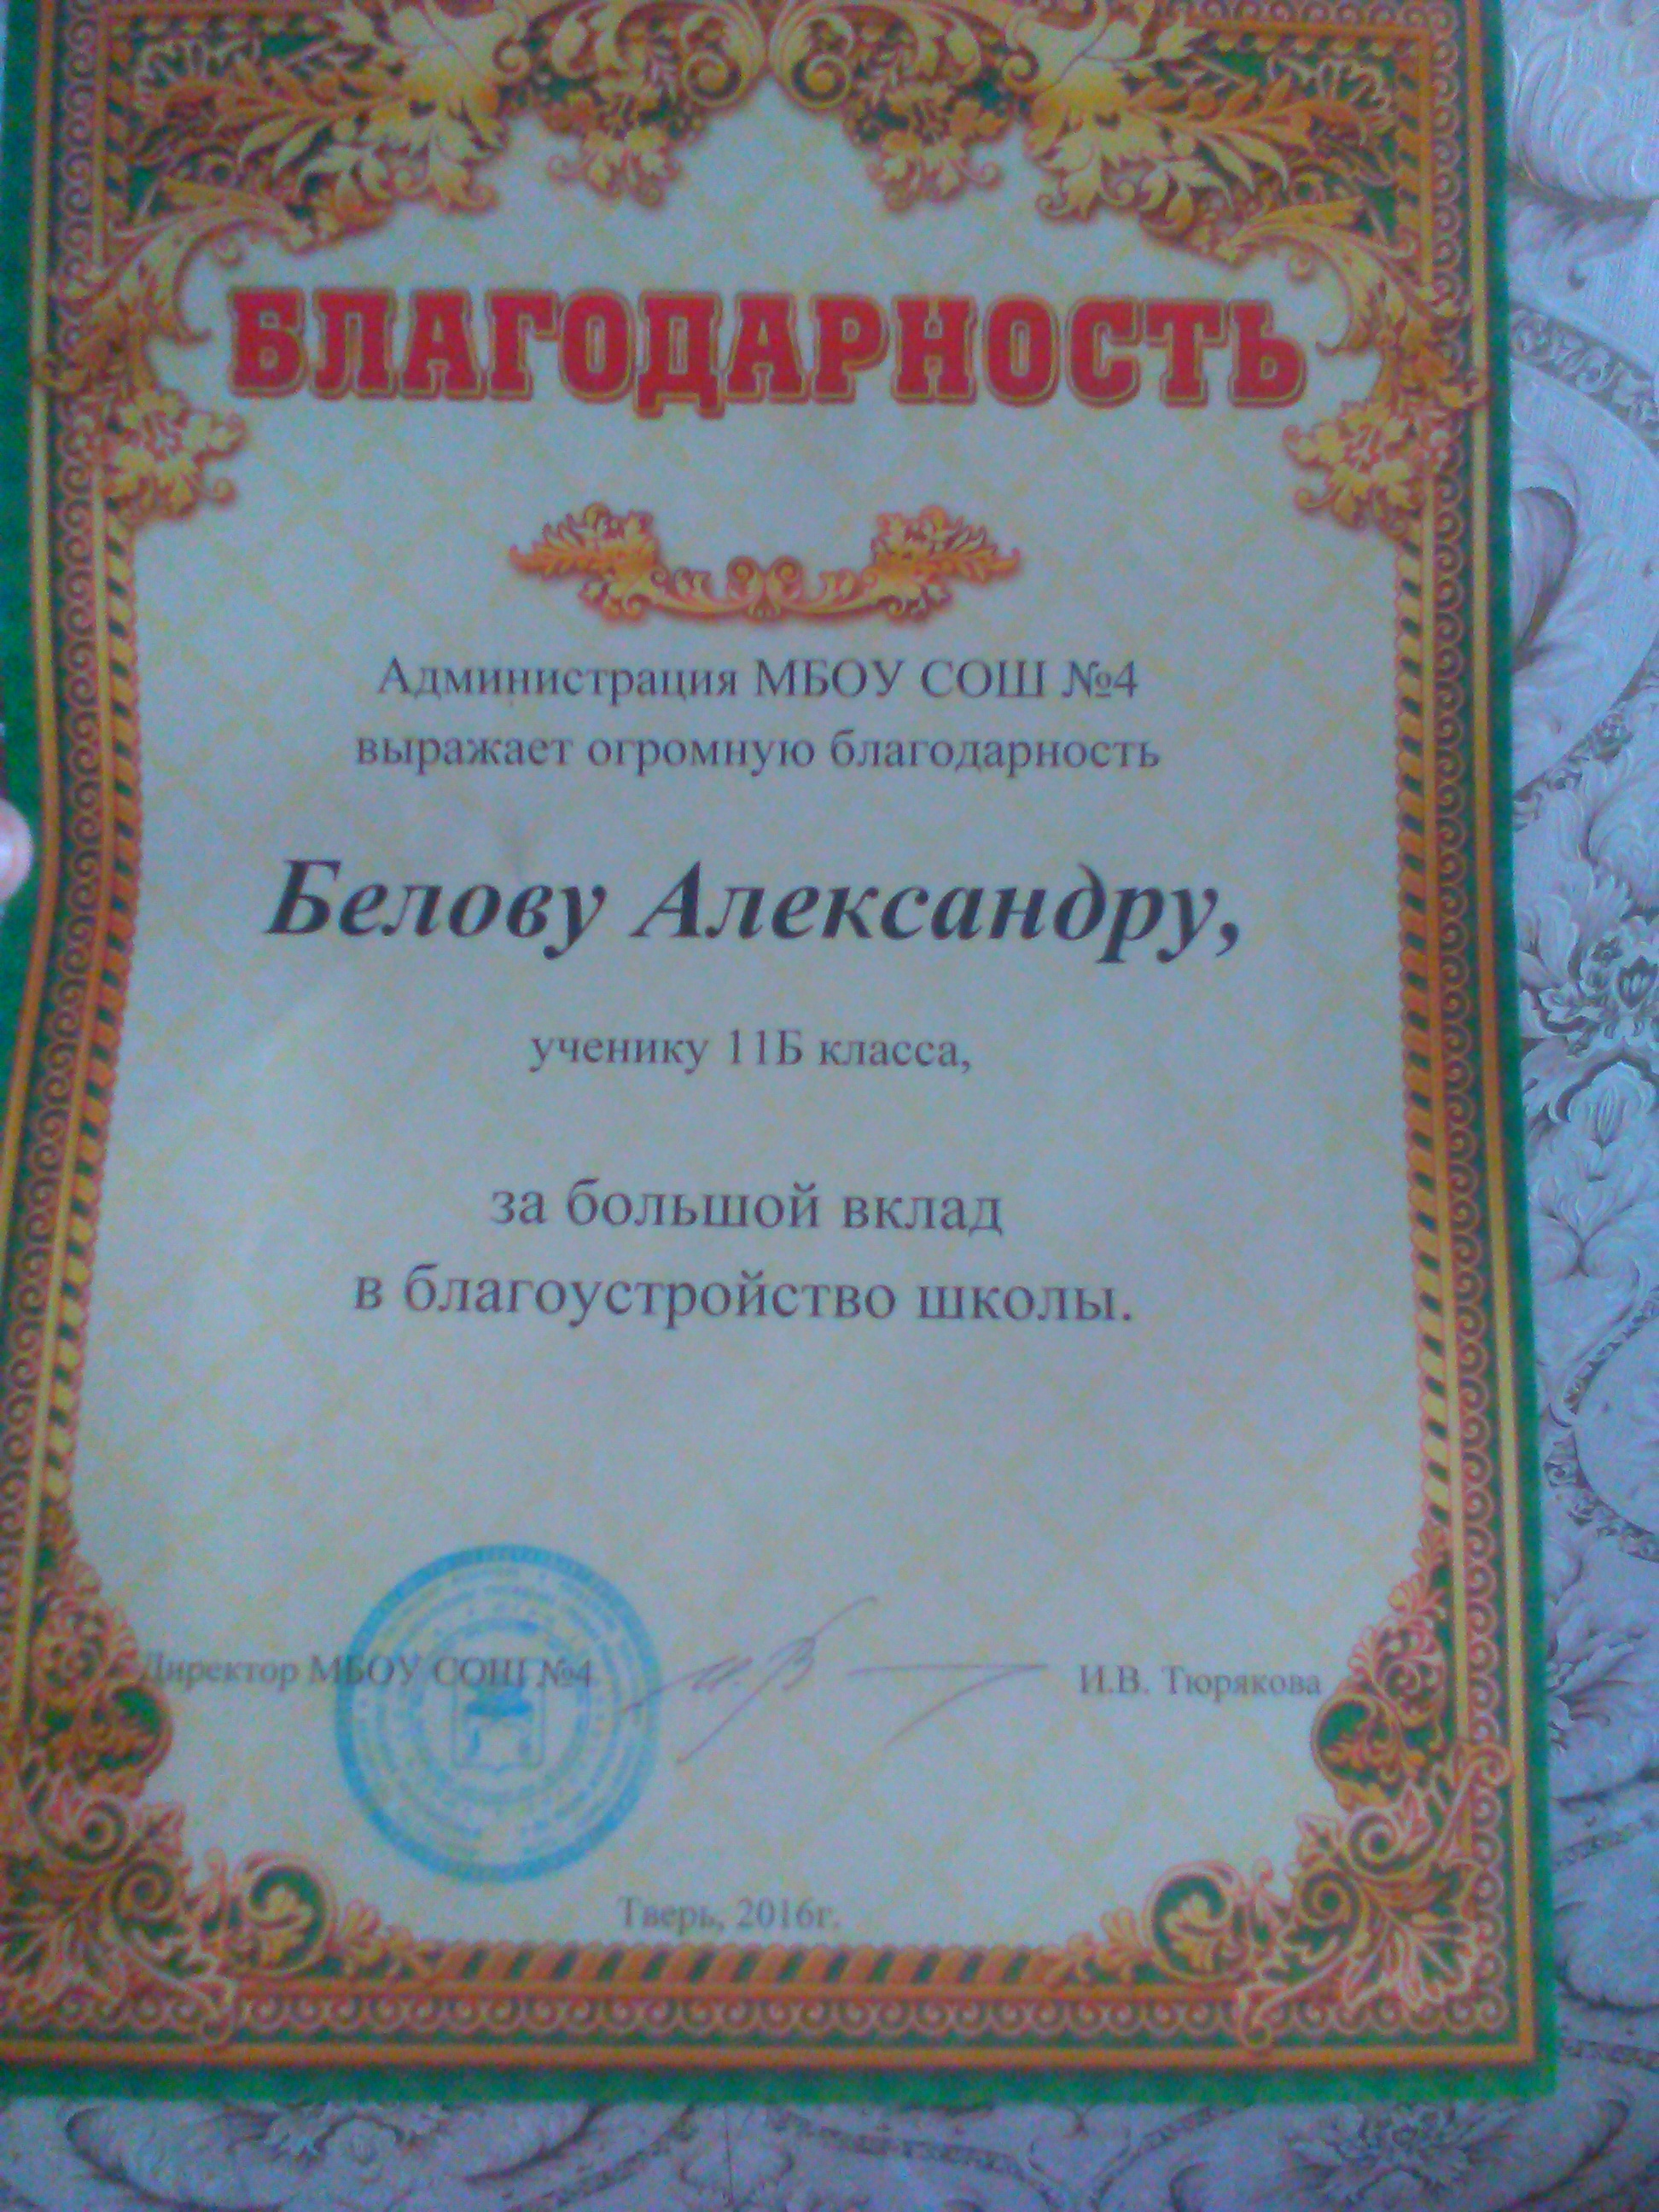 БЛАГОДАРНОСТЬ
Администрация МБОУ СОШ №4
выражает огромную благодарность
Белову Александру,
ученику 11Б класса,
за большой вклад
в благоустройство школы.
Директор МБОУ СОШ №4 И.В. Тюрякова
Тверь, 2016г.